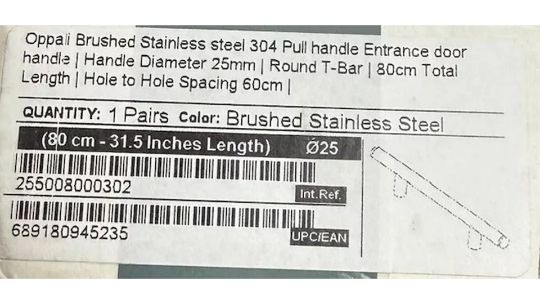 Oppali Brushed Stainless steel 304 Pull handle Entrance door
handle | Handle Diameter 25mm | Round T-Bar | 80cm Total
Length | Hole to Hole Spacing 60cm |
QUANTITY: 1 Pairs Color: Brushed Stainless Steel
(80 cm - 31.5 Inches Length) Ø25
255008000302 Int.Ref.
689180945235 UPC/EAN